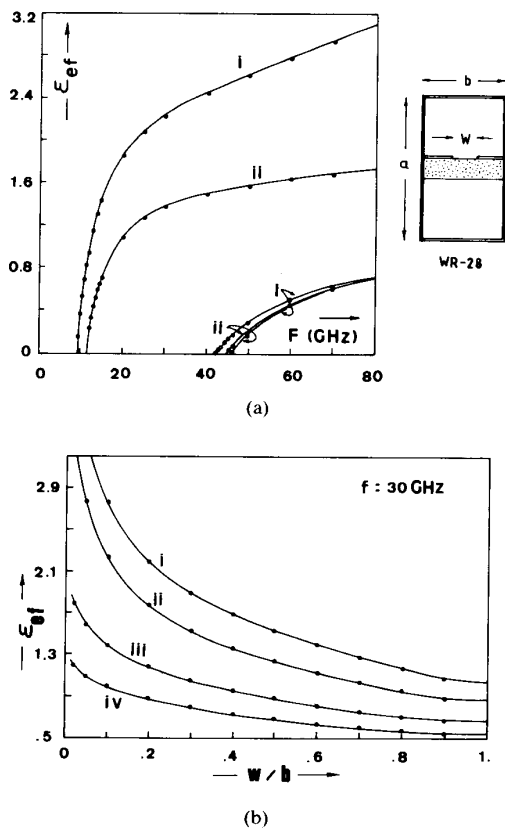 (a)
3.2
2.4
1.6
0.8
0
— ε_ef →
i
ii
i
ii
F (GHz) →
0 10 20 40 60 80
← b →
→ W ←
a
WR-28
(a)
(b)
2.9
2.1
1.3
.5
— ε_ef →
f : 30 GHz
i
ii
iii
iv
0 .2 .4 .6 .8 1.
— w/b →
(b)